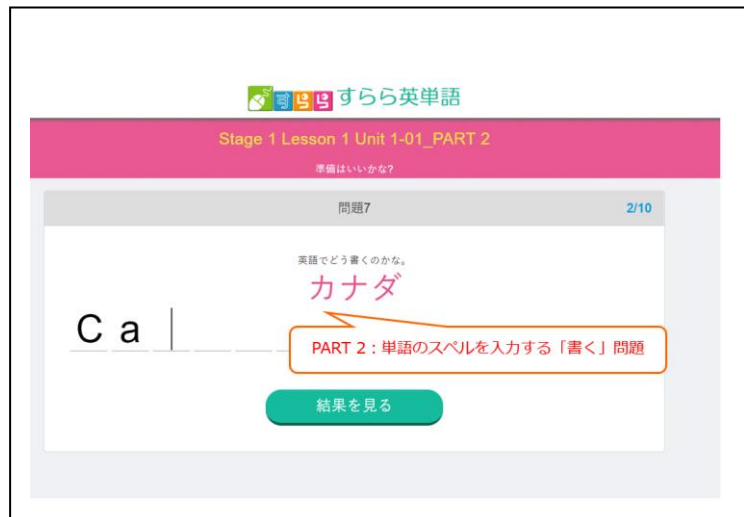 すらら すらら英単語
Stage 1 Lesson 1 Unit 1-01_PART 2
準備はいいかな?
問題7 2/10
英語でどう書くのかな。
カナダ
C a
PART 2：単語のスペルを入力する「書く」問題
結果を見る